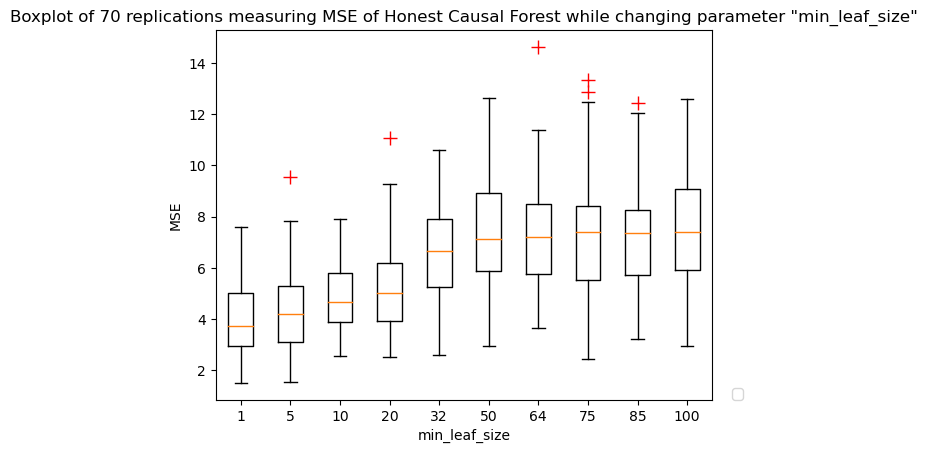 Boxplot of 70 replications measuring MSE of Honest Causal Forest while changing parameter "min_leaf_size"
14
12
10
8
6
4
2
MSE
1 5 10 20 32 50 64 75 85 100
min_leaf_size